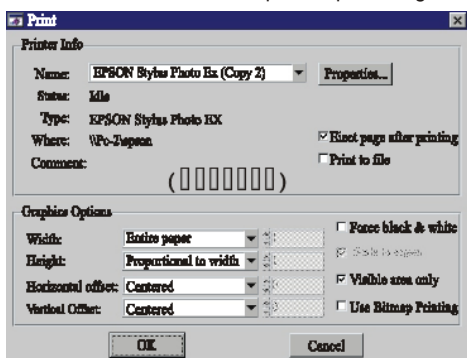 Print
Printer Info
Name: EPSON Stylus Photo Ex (Copy 2) Properties...
Status: Idle
Type: EPSON Stylus Photo EX
Where: \\Pc-2\epson Eject page after printing
Comment: Print to file
Graphics Options
Width: Entire paper Force black & white
Height: Proportional to width
Horizontal offset: Centered Visible area only
Vertical Offset: Centered Use Bitmap Printing
OK Cancel